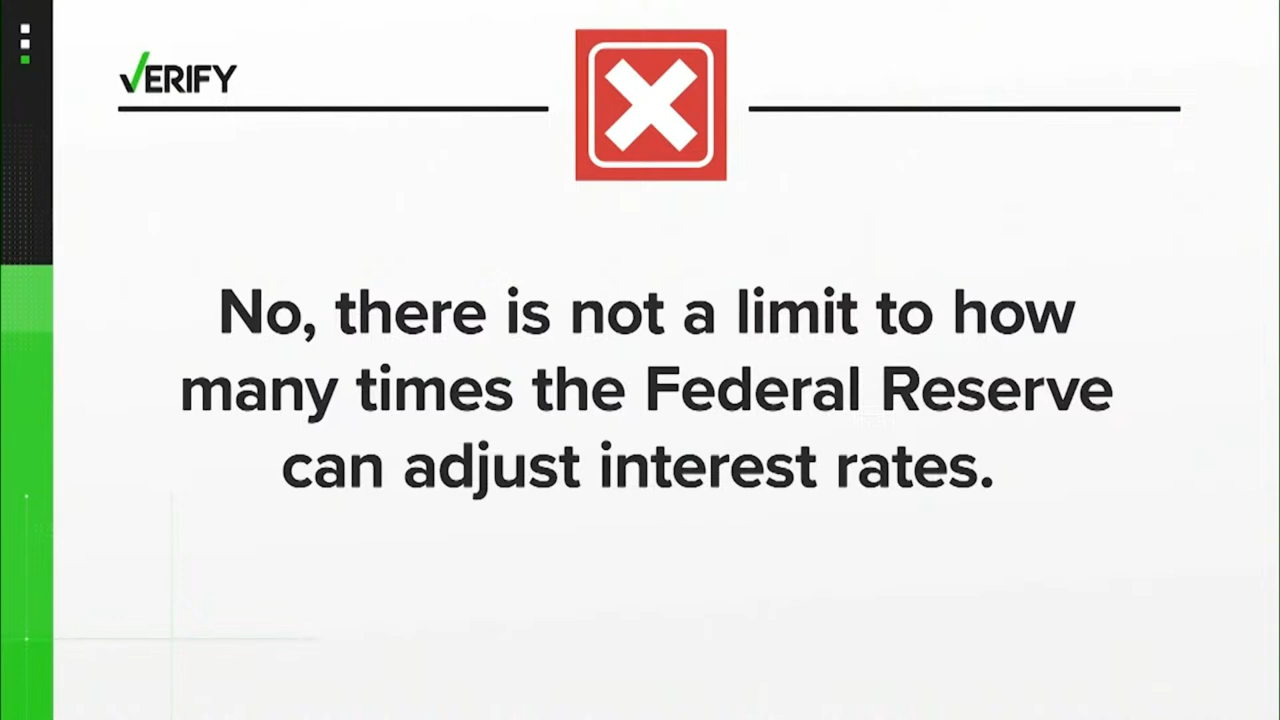 VERIFY
No, there is not a limit to how
many times the Federal Reserve
can adjust interest rates.